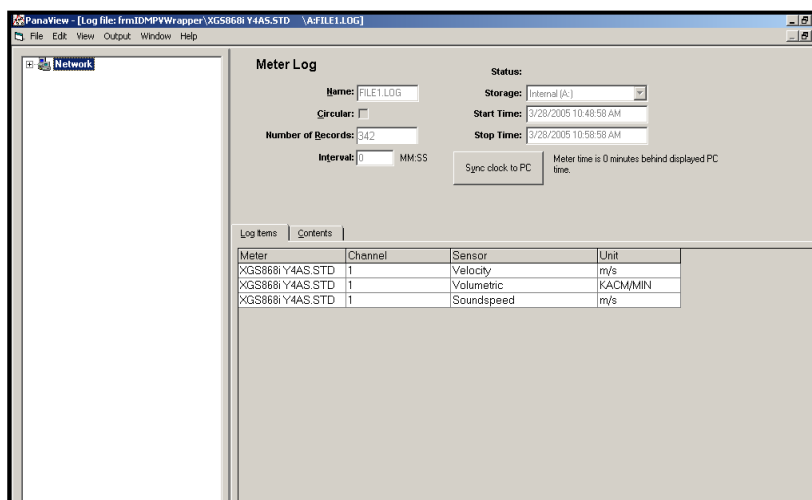 PanaView - [Log file: frmIDMPVWrapper\XGS868i Y4AS.STD \A:FILE1.LOG]
File Edit View Output Window Help
Network
Meter Log
Status:
Name: FILE1.LOG
Storage: Internal (A:)
Circular:
Start Time: 3/28/2005 10:48:58 AM
Number of Records: 342
Stop Time: 3/28/2005 10:58:58 AM
Interval: 0 MM:SS
Sync clock to PC
Meter time is 0 minutes behind displayed PC
time.
Log Items Contents
Meter Channel Sensor Unit
XGS868i Y4AS.STD 1 Velocity m/s
XGS868i Y4AS.STD 1 Volumetric KACM/MIN
XGS868i Y4AS.STD 1 Soundspeed m/s